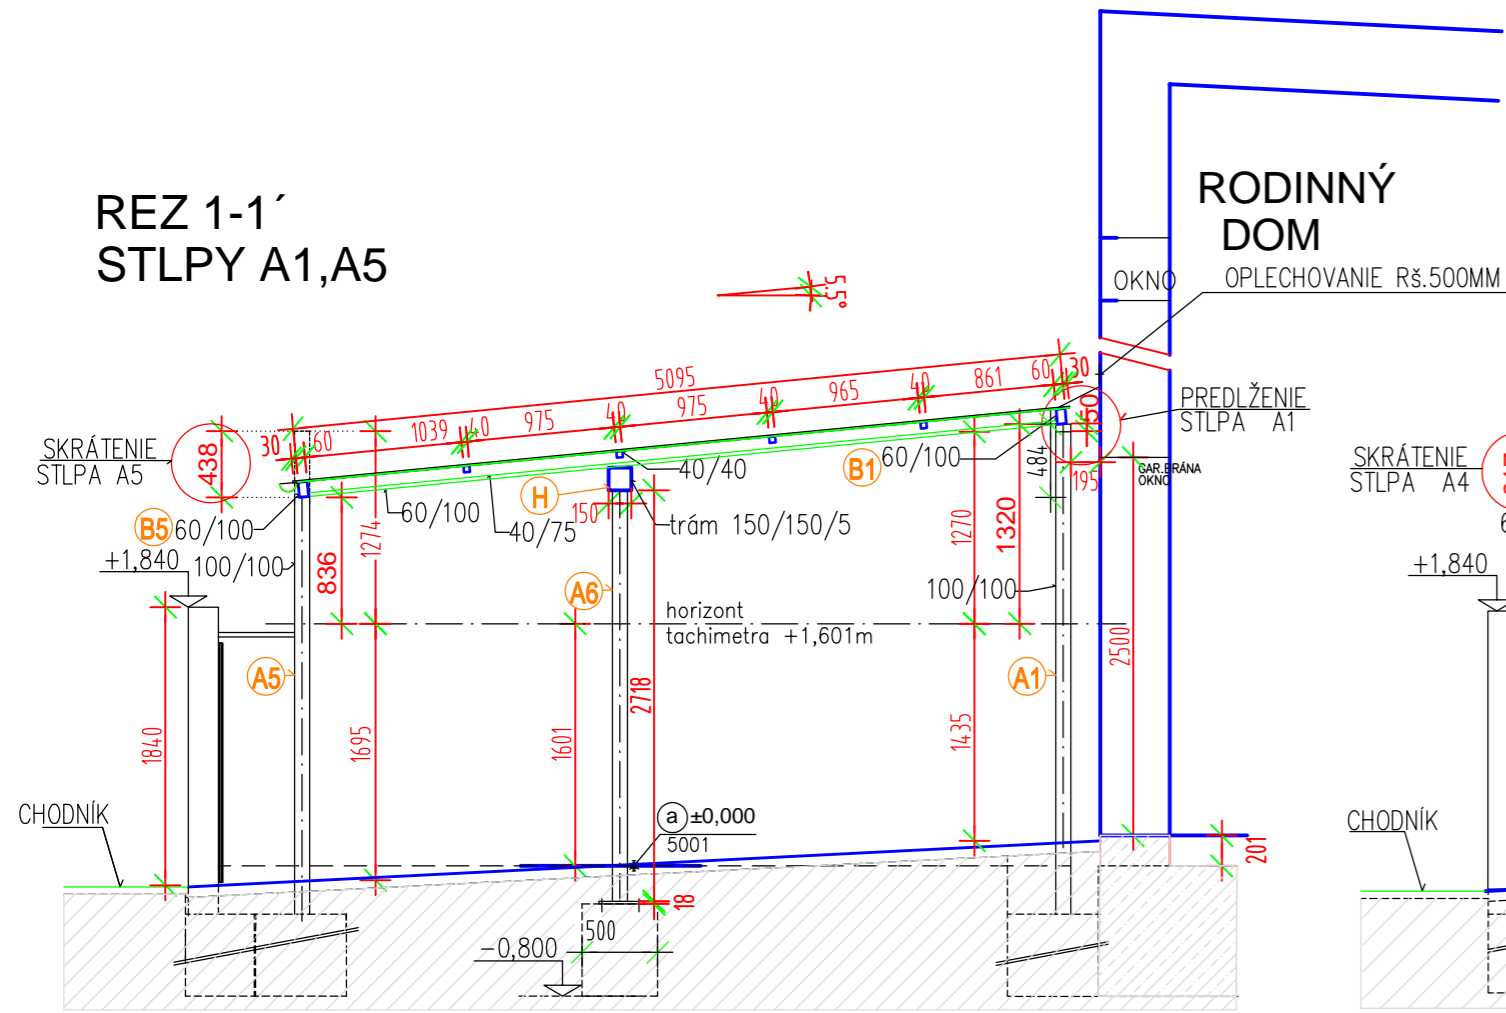 REZ 1-1´
STLPY A1,A5
RODINNÝ
DOM
OKNO
OPLECHOVANIE Rš.500MM
5.5°
5095
30
60
1039
40
975
40
975
40
965
40
861
60
30
SKRÁTENIE
STLPA A5
438
PREDLŽENIE
STLPA A1
50
SKRÁTENIE
STLPA A4
B5
60/100
100/100
+1,840
60/100
40/75
40/40
H
150
trám 150/150/5
B1
60/100
484
195
GAR.BRÁNA
OKNO
836
1274
A6
1270
1320
100/100
horizont
tachimetra +1,601m
+1,840
A5
A1
1840
1695
1601
2718
1435
2500
CHODNÍK
a ±0,000
5001
201
CHODNÍK
18
500
-0,800